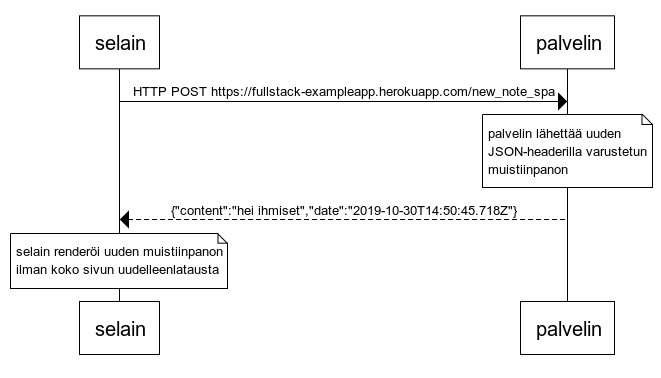 selain
palvelin
HTTP POST https://fullstack-exampleapp.herokuapp.com/new_note_spa
palvelin lähettää uuden
JSON-headerilla varustetun
muistiinpanon
{"content":"hei ihmiset","date":"2019-10-30T14:50:45.718Z"}
selain renderöi uuden muistiinpanon
ilman koko sivun uudelleenlatausta
selain
palvelin